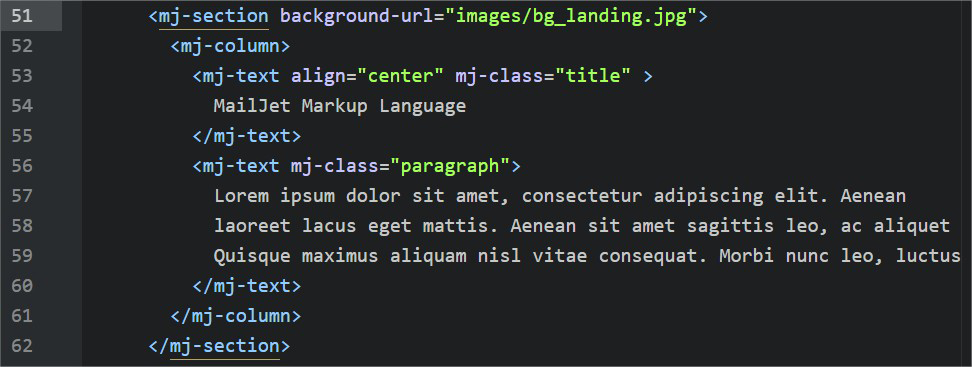 51 <mj-section background-url="images/bg_landing.jpg">
52 <mj-column>
53 <mj-text align="center" mj-class="title" >
54 MailJet Markup Language
55 </mj-text>
56 <mj-text mj-class="paragraph">
57 Lorem ipsum dolor sit amet, consectetur adipiscing elit. Aenean
58 laoreet lacus eget mattis. Aenean sit amet sagittis leo, ac aliquet
59 Quisque maximus aliquam nisl vitae consequat. Morbi nunc leo, luctus
60 </mj-text>
61 </mj-column>
62 </mj-section>